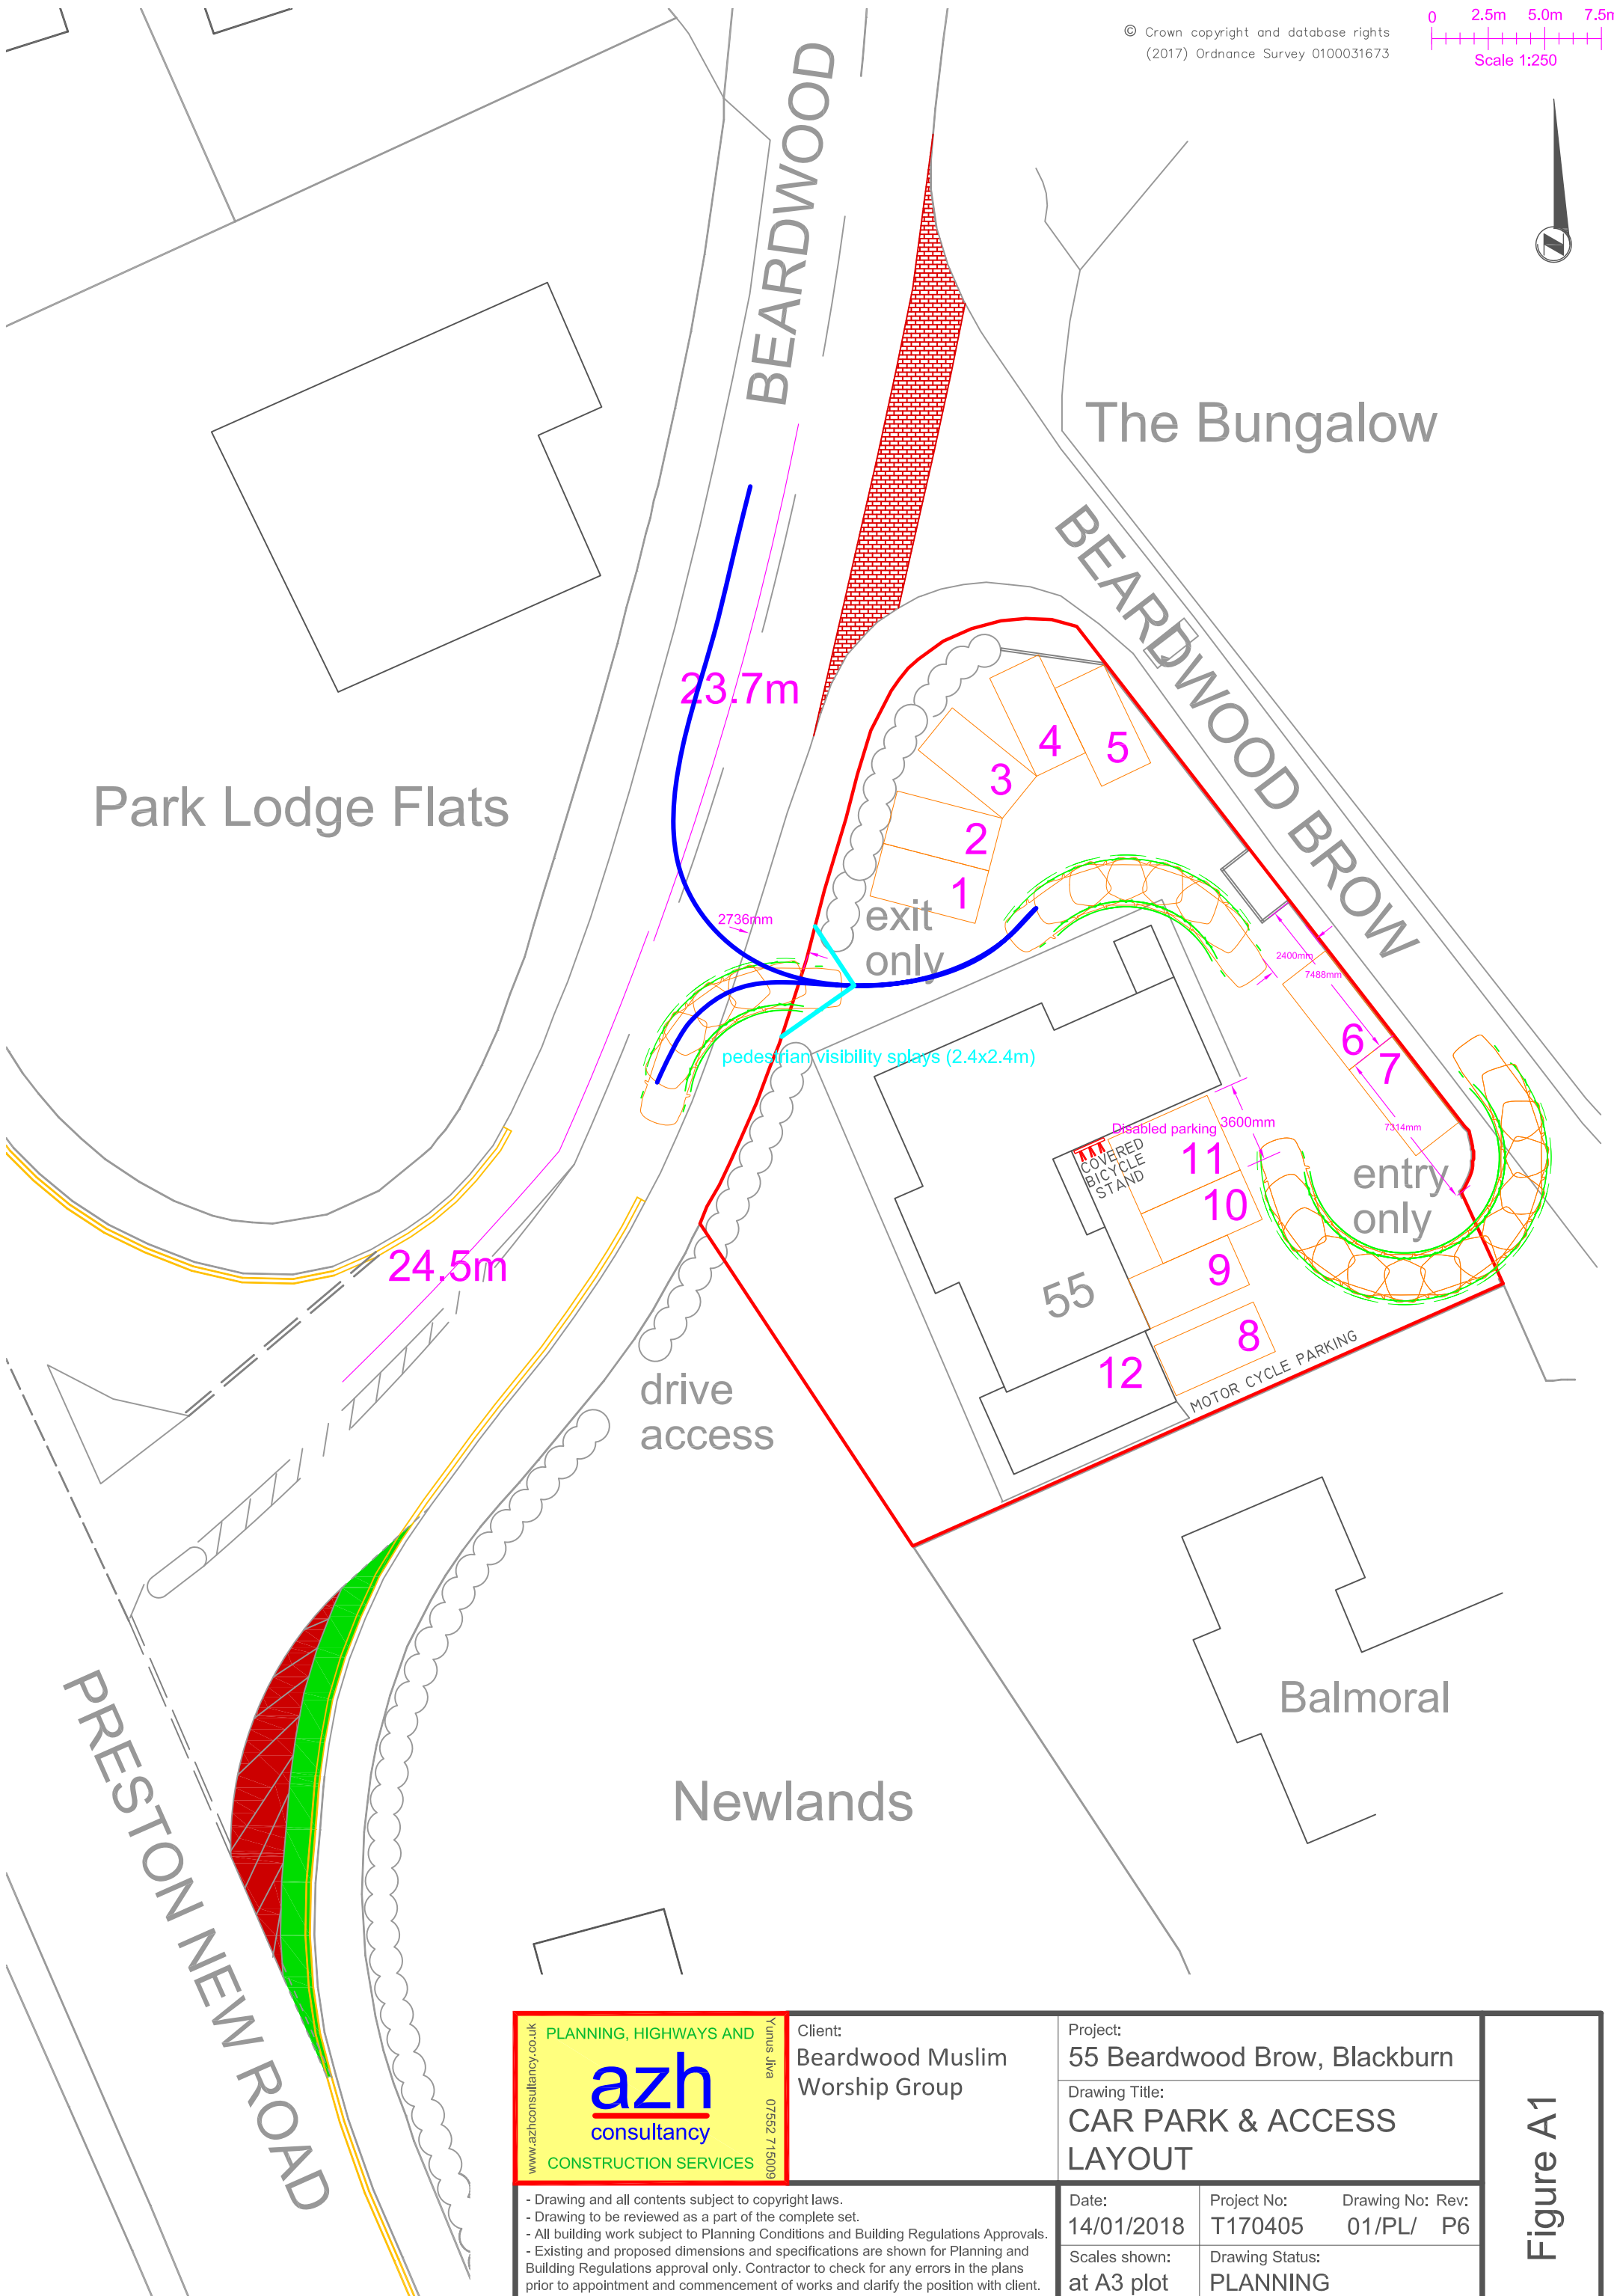 © Crown copyright and database rights
(2017) Ordnance Survey 0100031673
0 2.5m 5.0m 7.5m
Scale 1:250
N
BEARDWOOD
The Bungalow
BEARDWOOD BROW
23.7m
Park Lodge Flats
4
5
3
2
1
exit
only
2736mm
2400mm
7488mm
6
7
pedestrian visibility splays (2.4x2.4m)
Disabled parking
3600mm
7314mm
COVERED
BICYCLE
STAND
11
10
entry
only
9
8
12
55
MOTOR CYCLE PARKING
24.5m
drive
access
Balmoral
Newlands
PRESTON NEW ROAD
www.azhconsultancy.co.uk
PLANNING, HIGHWAYS AND
azh
consultancy
CONSTRUCTION SERVICES
Yunus Jiva 07552 715009
Client:
Beardwood Muslim
Worship Group
Project:
55 Beardwood Brow, Blackburn
Drawing Title:
CAR PARK & ACCESS
LAYOUT
- Drawing and all contents subject to copyright laws.
- Drawing to be reviewed as a part of the complete set.
- All building work subject to Planning Conditions and Building Regulations Approvals.
- Existing and proposed dimensions and specifications are shown for Planning and
Building Regulations approval only. Contractor to check for any errors in the plans
prior to appointment and commencement of works and clarify the position with client.
Date:
14/01/2018
Project No:
T170405
Drawing No: Rev:
01/PL/ P6
Scales shown:
at A3 plot
Drawing Status:
PLANNING
Figure A1